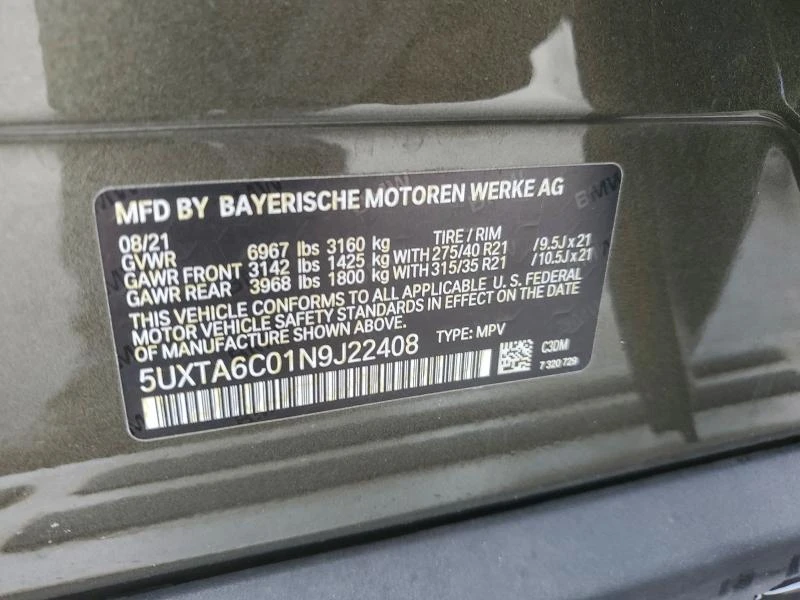 MFD BY BAYERISCHE MOTOREN WERKE AG
08/21 TIRE / RIM
GVWR 6967 lbs 3160 kg
GAWR FRONT 3142 lbs 1425 kg WITH 275/40 R21 /9.5J x 21
GAWR REAR 3968 lbs 1800 kg WITH 315/35 R21 /10.5J x 21
THIS VEHICLE CONFORMS TO ALL APPLICABLE U. S. FEDERAL
MOTOR VEHICLE SAFETY STANDARDS IN EFFECT ON THE DATE
OF MANUFACTURE SHOWN ABOVE.
5UXTA6C01N9J22408 TYPE: MPV C3DM
7 320 729